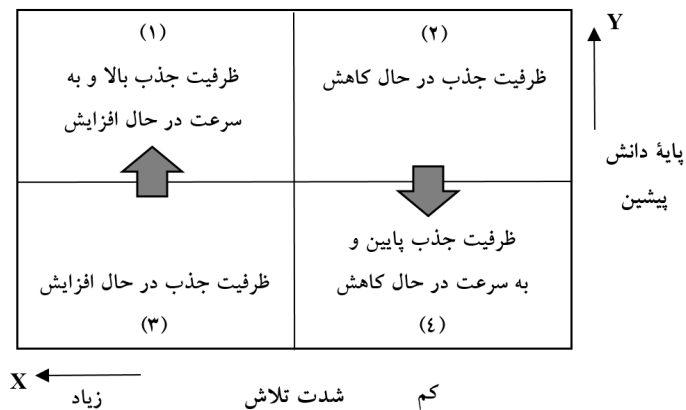 Y
(۱)
ظرفیت جذب بالا و به
سرعت در حال افزایش
(۲)
ظرفیت جذب در حال کاهش
پایهٔ دانش
پیشین
ظرفیت جذب در حال افزایش
(۳)
ظرفیت جذب پایین و
به سرعت در حال کاهش
(٤)
X
کم
شدت تلاش
زیاد